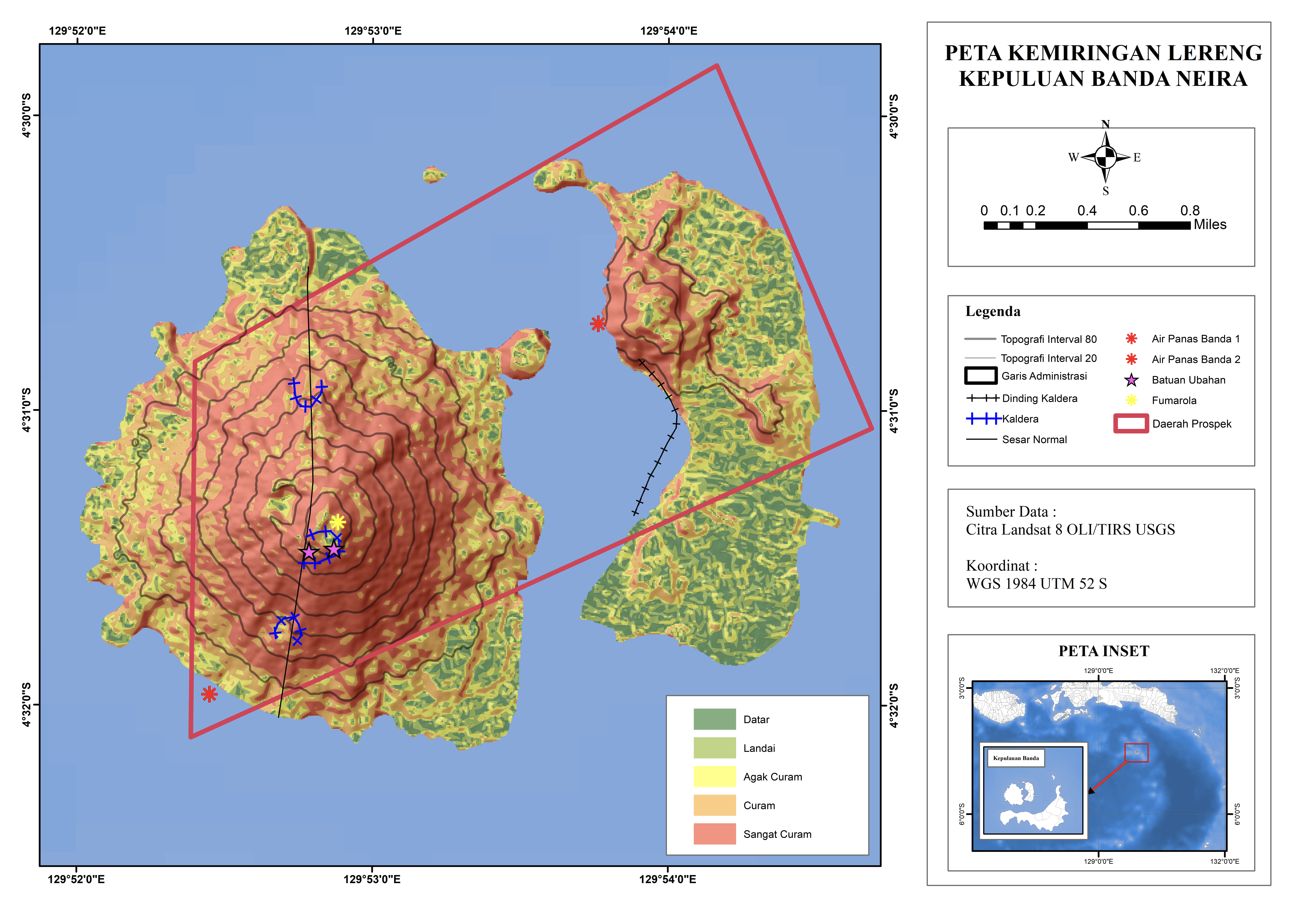 129°52'0"E
129°53'0"E
129°54'0"E
4°30'0"S
4°31'0"S
4°32'0"S
4°30'0"S
4°31'0"S
4°32'0"S
129°52'0"E
129°53'0"E
129°54'0"E
Datar
Landai
Agak Curam
Curam
Sangat Curam
PETA KEMIRINGAN LERENG
KEPULUAN BANDA NEIRA
N
W
E
S
0 0.1 0.2 0.4 0.6 0.8
Miles
Legenda
Topografi Interval 80
Topografi Interval 20
Garis Administrasi
Dinding Kaldera
Kaldera
Sesar Normal
Air Panas Banda 1
Air Panas Banda 2
Batuan Ubahan
Fumarola
Daerah Prospek
Sumber Data :
Citra Landsat 8 OLI/TIRS USGS
Koordinat :
WGS 1984 UTM 52 S
PETA INSET
129°0'0"E
132°0'0"E
3°0'0"S
6°0'0"S
3°0'0"S
6°0'0"S
Kepulauan Banda
129°0'0"E
132°0'0"E